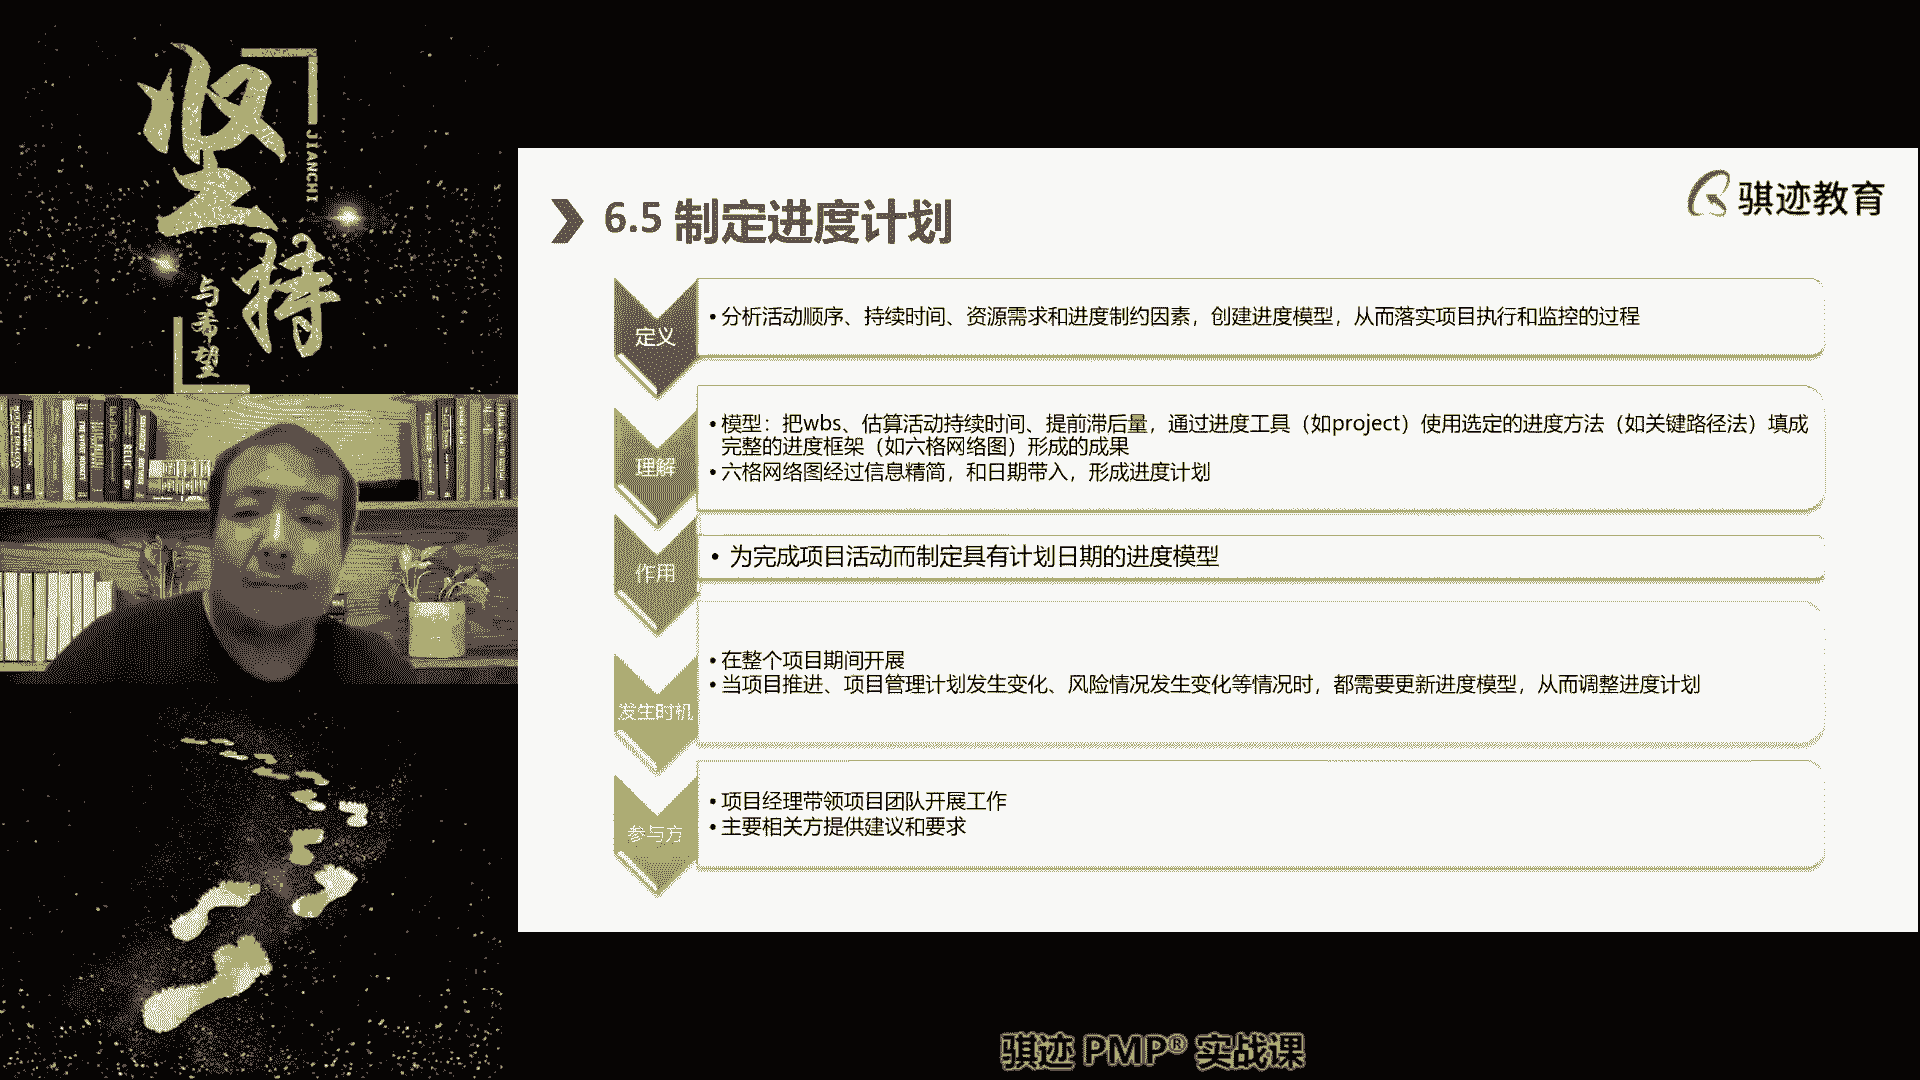 坚持
JIANCHI
与希望
骐迹教育
6.5 制定进度计划
定义
• 分析活动顺序、持续时间、资源需求和进度制约因素，创建进度模型，从而落实项目执行和监控的过程
理解
• 模型：把wbs、估算活动持续时间、提前滞后量，通过进度工具（如project）使用选定的进度方法（如关键路径法）填成
完整的进度框架（如六格网络图）形成的成果
• 六格网络图经过信息精简，和日期带入，形成进度计划
作用
• 为完成项目活动而制定具有计划日期的进度模型
发生时机
• 在整个项目期间开展
• 当项目推进、项目管理计划发生变化、风险情况发生变化等情况时，都需要更新进度模型，从而调整进度计划
参与方
• 项目经理带领项目团队开展工作
• 主要相关方提供建议和要求
骐迹 PMP® 实战课